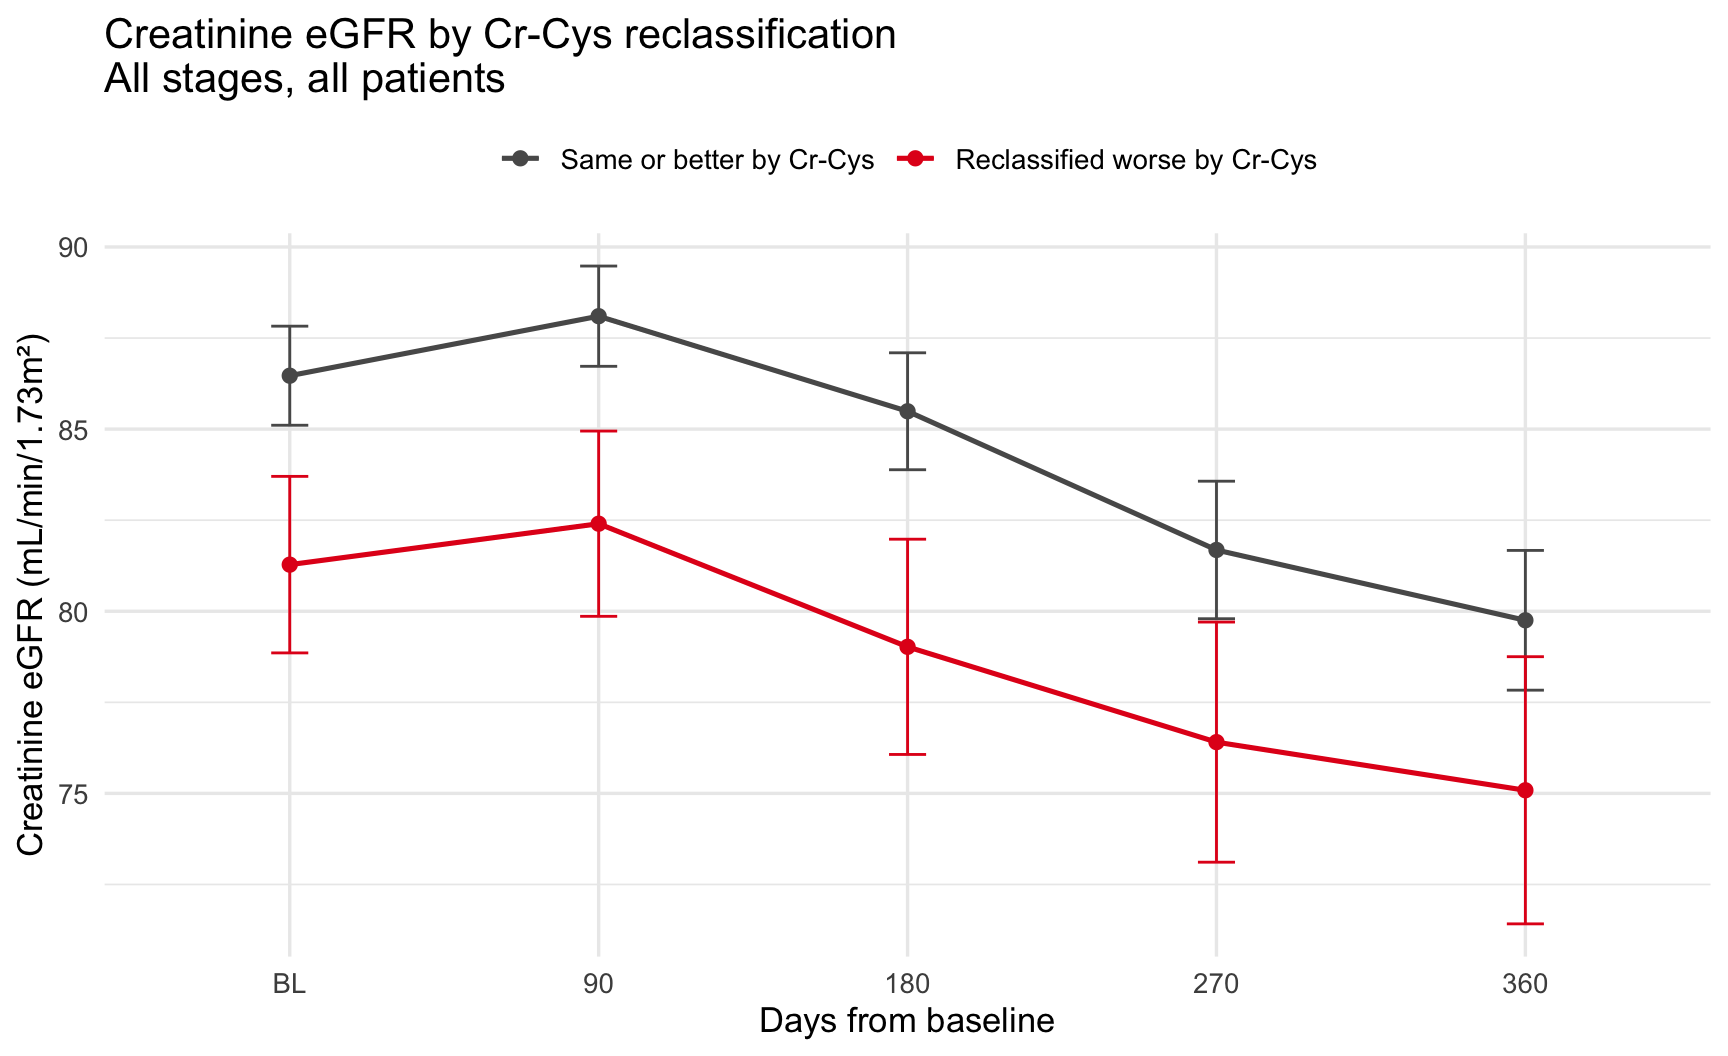 Creatinine eGFR by Cr-Cys reclassification
All stages, all patients
Same or better by Cr-Cys
Reclassified worse by Cr-Cys
Creatinine eGFR (mL/min/1.73m²)
90
85
80
75
BL
90
180
270
360
Days from baseline